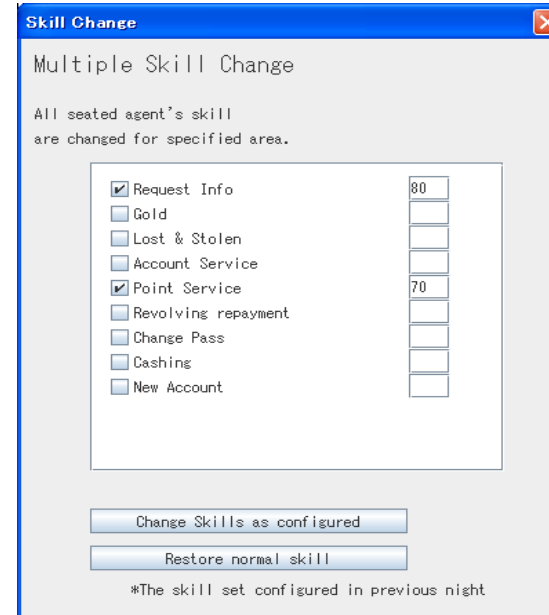 Skill Change
Multiple Skill Change
All seated agent's skill
are changed for specified area.
Request Info 80
Gold
Lost & Stolen
Account Service
Point Service 70
Revolving repayment
Change Pass
Cashing
New Account
Change Skills as configured
Restore normal skill
*The skill set configured in previous night